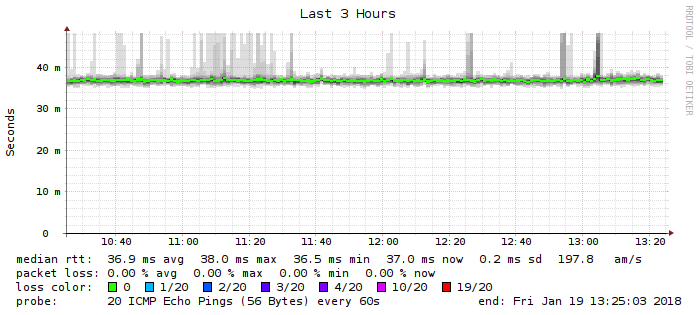 Last 3 Hours
RRDTOOL / TOBI OETIKER
Seconds
40 m
30 m
20 m
10 m
0
10:40 11:00 11:20 11:40 12:00 12:20 12:40 13:00 13:20
median rtt: 36.9 ms avg 38.0 ms max 36.5 ms min 37.0 ms now 0.2 ms sd 197.8 am/s
packet loss: 0.00 % avg 0.00 % max 0.00 % min 0.00 % now
loss color: 0 1/20 2/20 3/20 4/20 10/20 19/20
probe: 20 ICMP Echo Pings (56 Bytes) every 60s end: Fri Jan 19 13:25:03 2018